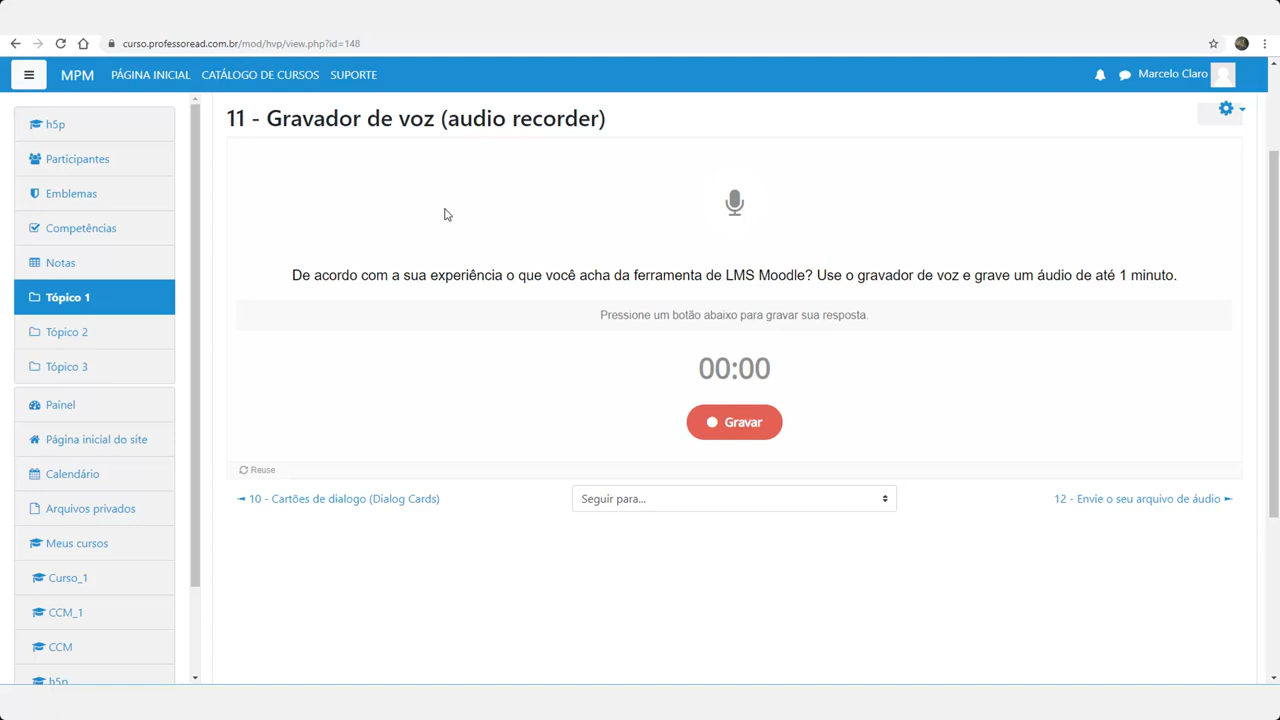 curso.professoread.com.br/mod/hvp/view.php?id=148
MPM PÁGINA INICIAL CATÁLOGO DE CURSOS SUPORTE Marcelo Claro
h5p
Participantes
Emblemas
Competências
Notas
Tópico 1
Tópico 2
Tópico 3
Painel
Página inicial do site
Calendário
Arquivos privados
Meus cursos
Curso_1
CCM_1
CCM
h5p
11 - Gravador de voz (audio recorder)
De acordo com a sua experiência o que você acha da ferramenta de LMS Moodle? Use o gravador de voz e grave um áudio de até 1 minuto.
Pressione um botão abaixo para gravar sua resposta.
00:00
Gravar
Reuse
◄ 10 - Cartões de dialogo (Dialog Cards)
Seguir para...
12 - Envie o seu arquivo de áudio ►